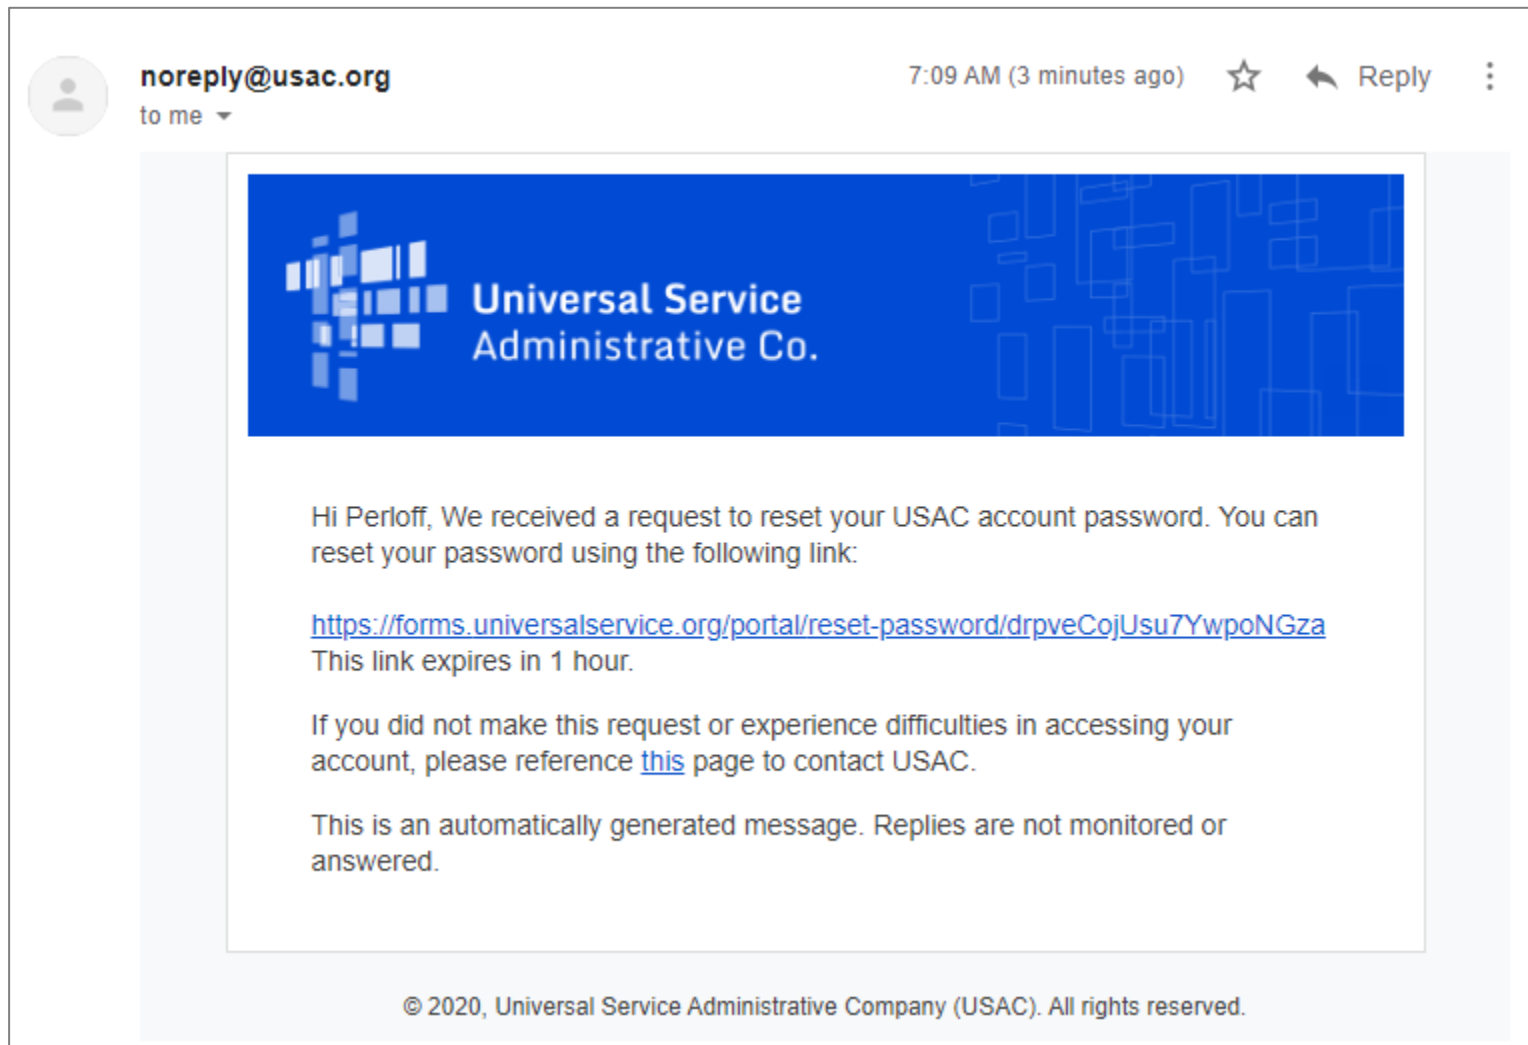 noreply@usac.org
7:09 AM (3 minutes ago)
Reply
to me
Universal Service
Administrative Co.
Hi Perloff, We received a request to reset your USAC account password. You can
reset your password using the following link:
https://forms.universalservice.org/portal/reset-password/drpveCojUsu7YwpoNGza
This link expires in 1 hour.
If you did not make this request or experience difficulties in accessing your
account, please reference this page to contact USAC.
This is an automatically generated message. Replies are not monitored or
answered.
© 2020, Universal Service Administrative Company (USAC). All rights reserved.